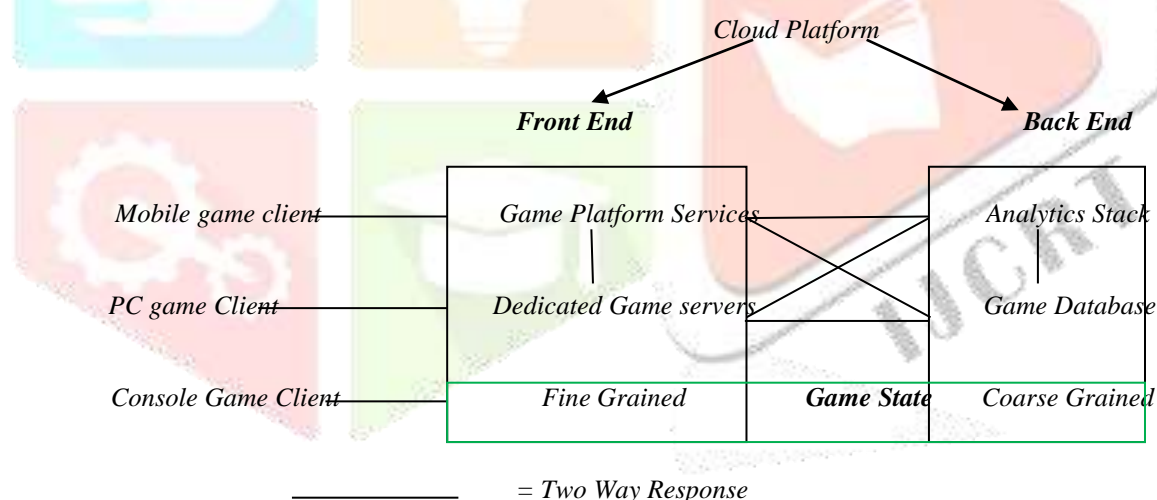 Cloud Platform
Front End Back End
Mobile game client Game Platform Services Analytics Stack
PC game Client Dedicated Game servers Game Database
Console Game Client Fine Grained Game State Coarse Grained
= Two Way Response
IJCRT